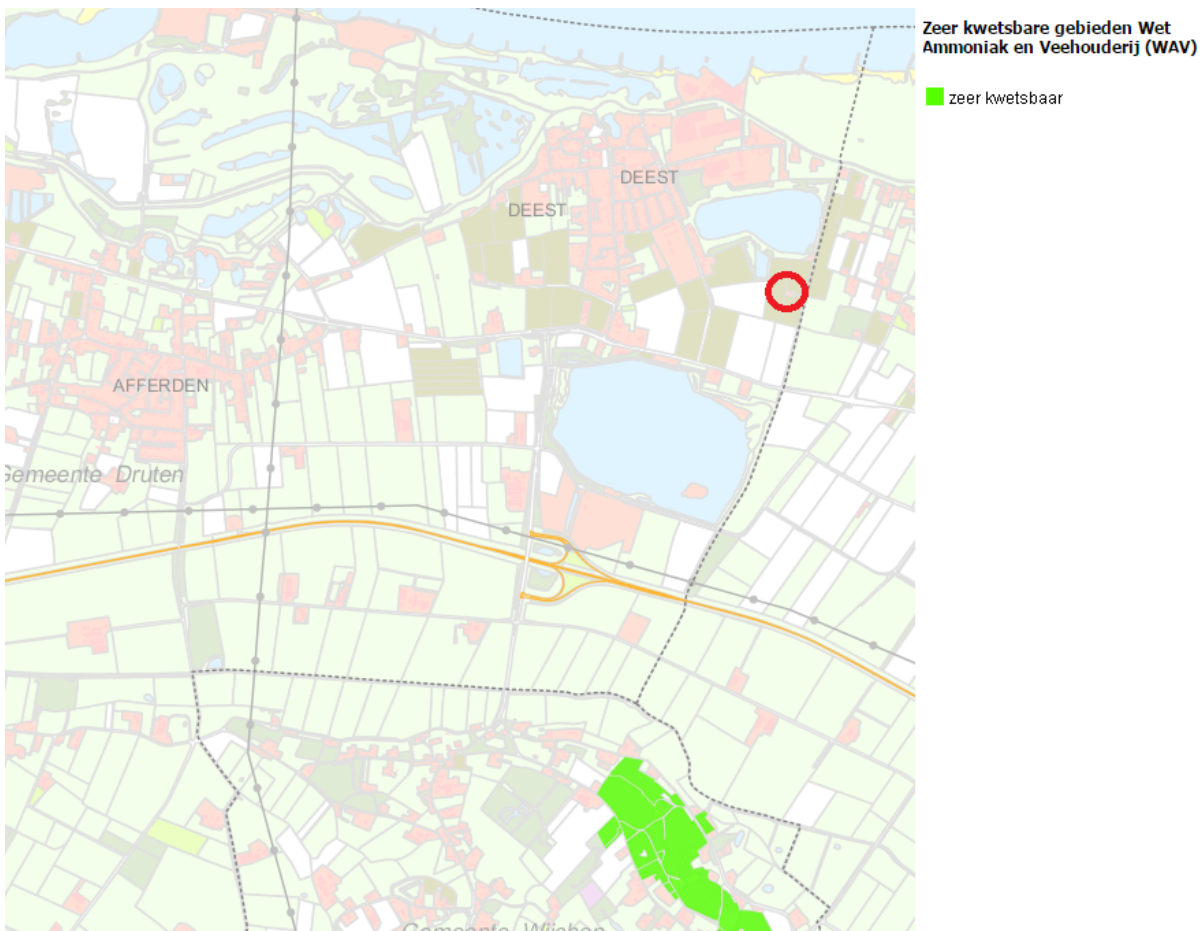 Zeer kwetsbare gebieden Wet
Ammoniak en Veehouderij (WAV)
zeer kwetsbaar
DEEST
DEEST
AFFERDEN
Gemeente Druten
Gemeente Wijchen